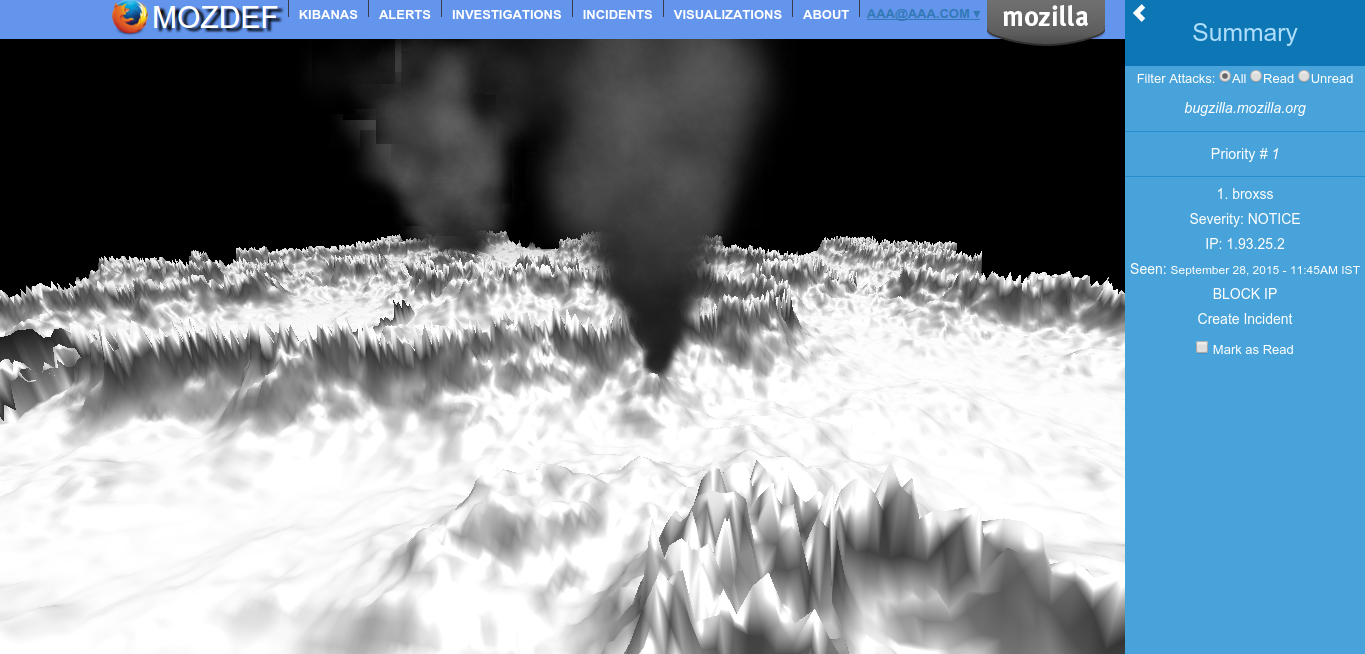 MOZDEF
KIBANAS
ALERTS
INVESTIGATIONS
INCIDENTS
VISUALIZATIONS
ABOUT
AAA@AAA.COM ▾
mozilla
Summary
Filter Attacks: All Read Unread
bugzilla.mozilla.org
Priority # 1
1. broxss
Severity: NOTICE
IP: 1.93.25.2
Seen: September 28, 2015 - 11:45AM IST
BLOCK IP
Create Incident
Mark as Read